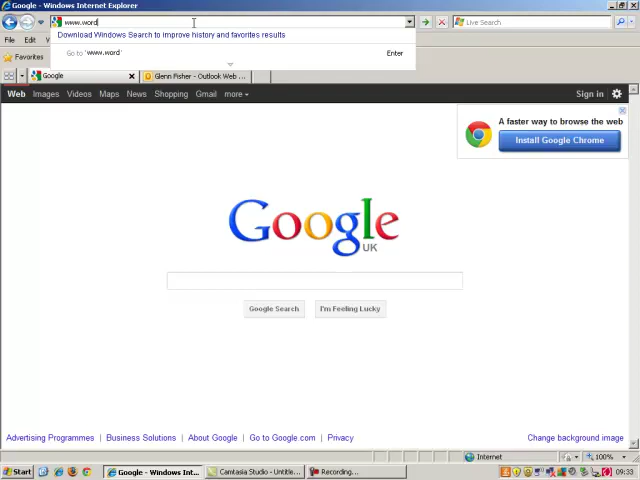 Google - Windows Internet Explorer
www.word
Live Search
Download Windows Search to improve history and favorites results
Go to 'www.word' Enter
File Edit
Favorites
Google Glenn Fisher - Outlook Web ...
Web Images Videos Maps News Shopping Gmail more Sign in
A faster way to browse the web
Install Google Chrome
Google
UK
Google Search I'm Feeling Lucky
Advertising Programmes Business Solutions About Google Go to Google.com Privacy Change background image
Internet 100%
Start Google - Windows Int... Camtasia Studio - Untitle... Recording... 09:33